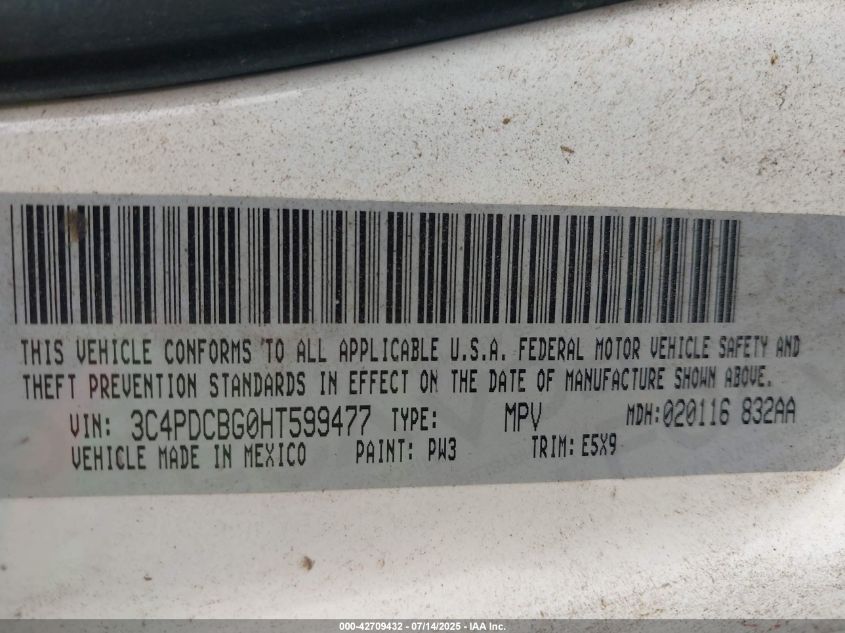 THIS VEHICLE CONFORMS TO ALL APPLICABLE U.S.A. FEDERAL MOTOR VEHICLE SAFETY AND
THEFT PREVENTION STANDARDS IN EFFECT ON THE DATE OF MANUFACTURE SHOWN ABOVE.
VIN: 3C4PDCBG0HT599477 TYPE: MPV MDH:020116 832AA
VEHICLE MADE IN MEXICO PAINT: PW3 TRIM: E5X9
000-42709432 - 07/14/2025 - IAA Inc.